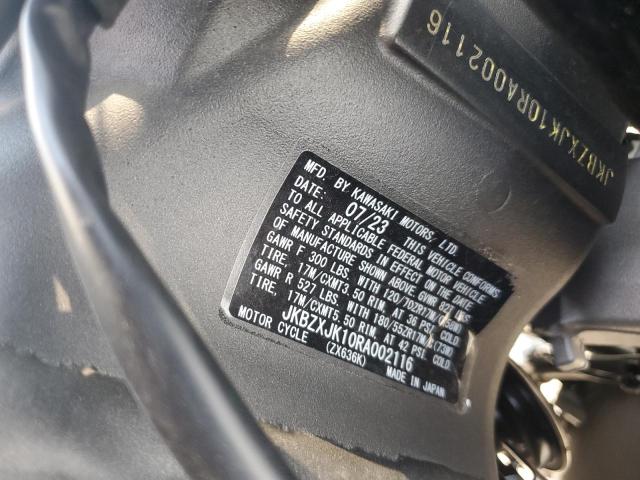 JKBZXJK10RA002116
MFD. BY KAWASAKI MOTORS, LTD.
DATE: 07/23 THIS VEHICLE CONFORMS
TO ALL APPLICABLE FEDERAL MOTOR VEHICLE
SAFETY STANDARDS IN EFFECT ON THE DATE
OF MANUFACTURE SHOWN ABOVE GWR LBS
GAWR F 300 LBS. WITH 120/70ZR17M/C(58W)
TIRE, 17M/CXMT3.50 RIM, AT 36 PSI COLD
GAWR R 527 LBS. WITH 180/55ZR17M/C(73W)
TIRE, 17M/CXMT5.50 RIM, AT 42 PSI COLD
JKBZXJK10RA002116
MOTOR CYCLE (ZX636K) MADE IN JAPAN